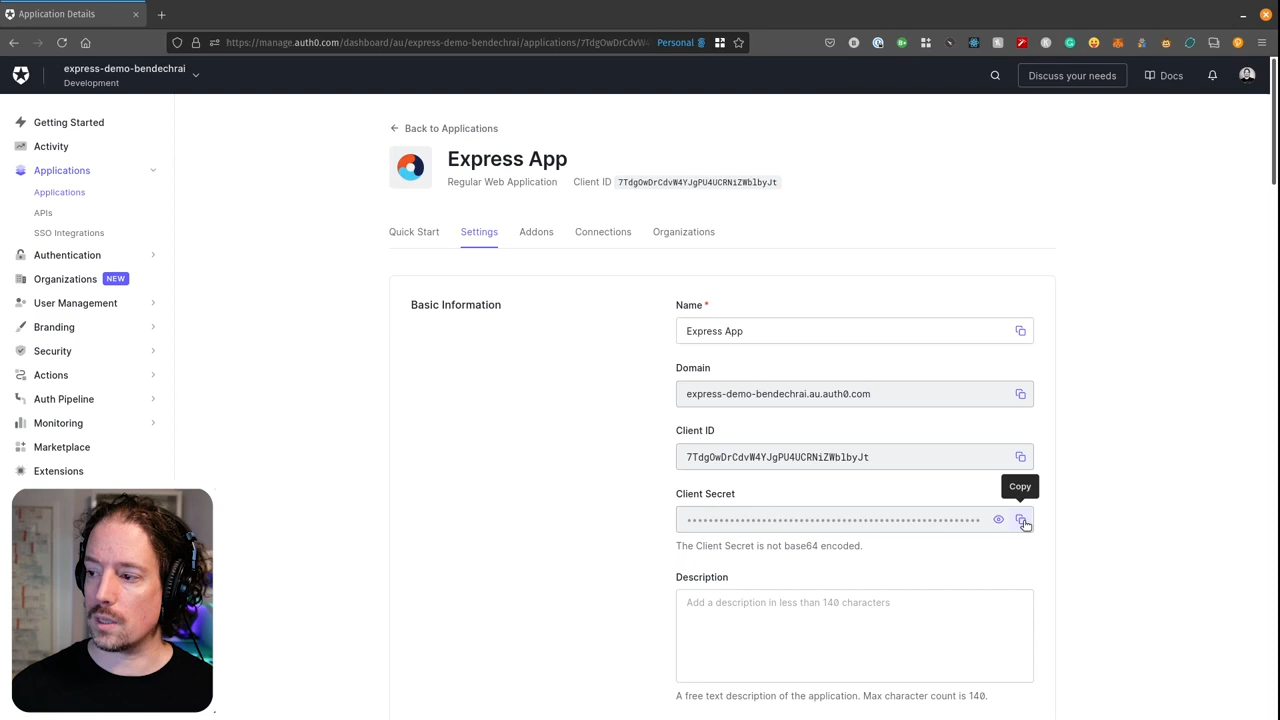 Application Details
https://manage.auth0.com/dashboard/au/express-demo-bendechrai/applications/7TdgOwDrCdvW4
Personal
express-demo-bendechrai
Development
Discuss your needs
Docs
Getting Started
Activity
Applications
Applications
APIs
SSO Integrations
Authentication
Organizations NEW
User Management
Branding
Security
Actions
Auth Pipeline
Monitoring
Marketplace
Extensions
Back to Applications
Express App
Regular Web Application
Client ID 7TdgOwDrCdvW4YJgPU4UCRNiZWblbyJt
Quick Start
Settings
Addons
Connections
Organizations
Basic Information
Name *
Express App
Domain
express-demo-bendechrai.au.auth0.com
Client ID
7TdgOwDrCdvW4YJgPU4UCRNiZWblbyJt
Copy
Client Secret
The Client Secret is not base64 encoded.
Description
Add a description in less than 140 characters
A free text description of the application. Max character count is 140.